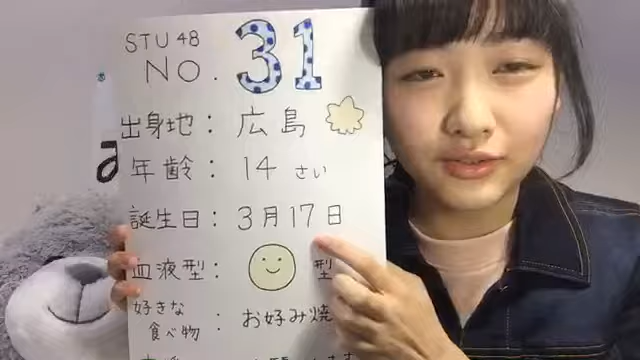 STU48
NO. 31
出身地：広島
年齢：14さい
誕生日：3月17日
血液型：型
好きな
食べ物：お好み焼